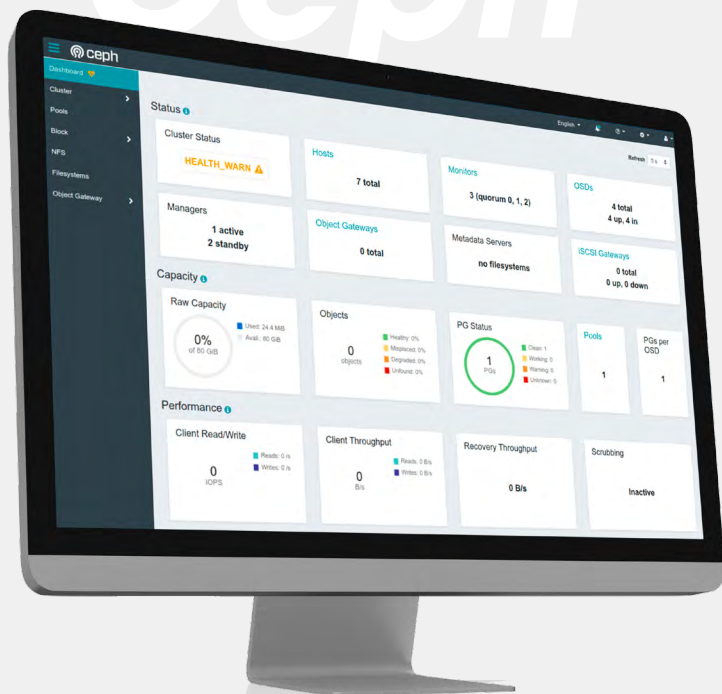 ceph
ceph
English
Dashboard
Cluster
Pools
Block
NFS
Filesystems
Object Gateway
Refresh 5 s
Status
Cluster Status
HEALTH_WARN
Hosts
7 total
Monitors
3 (quorum 0, 1, 2)
OSDs
4 total
4 up, 4 in
Managers
1 active
2 standby
Object Gateways
0 total
Metadata Servers
no filesystems
iSCSI Gateways
0 total
0 up, 0 down
Capacity
Raw Capacity
0%
of 80 GiB
Used: 24.4 MiB
Avail.: 80 GiB
Objects
0
objects
Healthy: 0%
Misplaced: 0%
Degraded: 0%
Unfound: 0%
PG Status
1
PGs
Clean: 1
Working: 0
Warning: 0
Unknown: 0
Pools
1
PGs per
OSD
1
Performance
Client Read/Write
0
IOPS
Reads: 0 /s
Writes: 0 /s
Client Throughput
0
B/s
Reads: 0 B/s
Writes: 0 B/s
Recovery Throughput
0 B/s
Scrubbing
Inactive